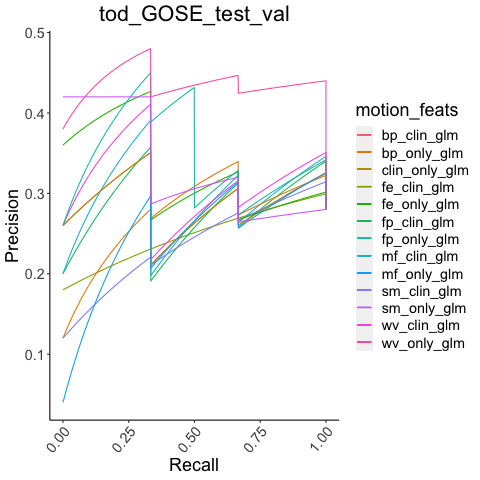 tod_GOSE_test_val
0.5
0.4
0.3
0.2
0.1
Precision
0.00
0.25
0.50
0.75
1.00
Recall
motion_feats
bp_clin_glm
bp_only_glm
clin_only_glm
fe_clin_glm
fe_only_glm
fp_clin_glm
fp_only_glm
mf_clin_glm
mf_only_glm
sm_clin_glm
sm_only_glm
wv_clin_glm
wv_only_glm